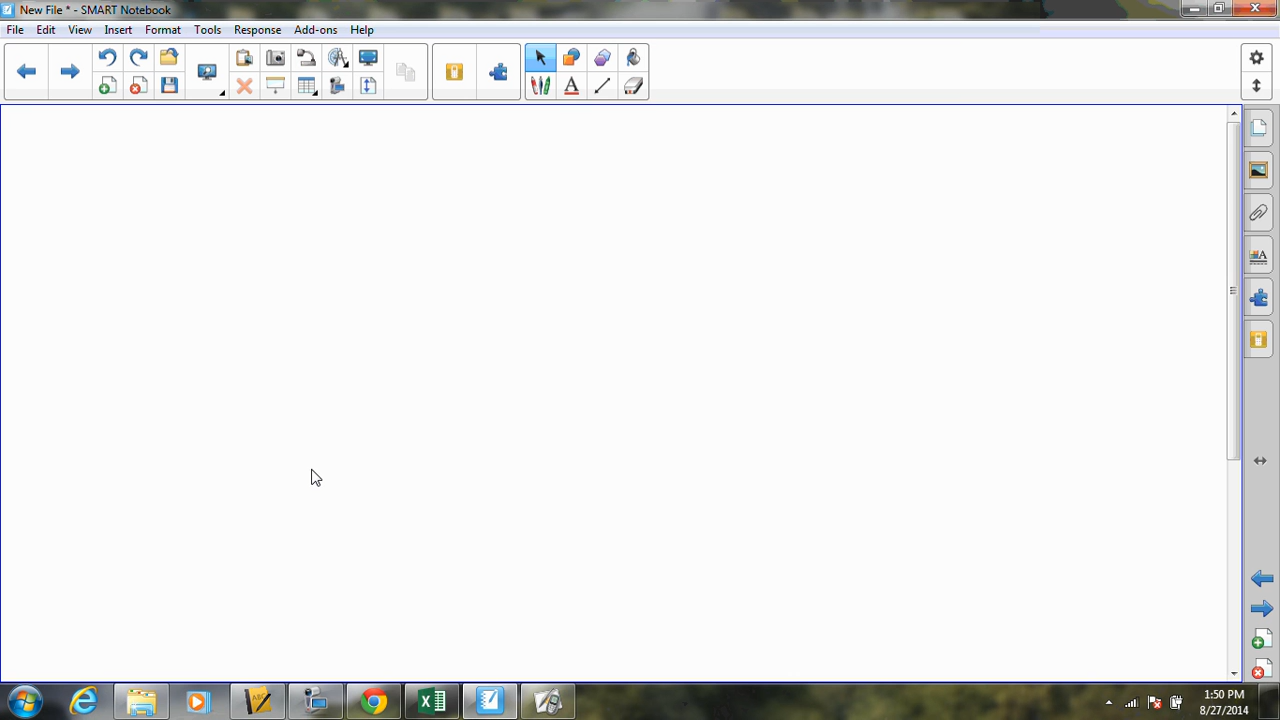 New File * - SMART Notebook
File Edit View Insert Format Tools Response Add-ons Help
A
A
ABC
1:50 PM
8/27/2014